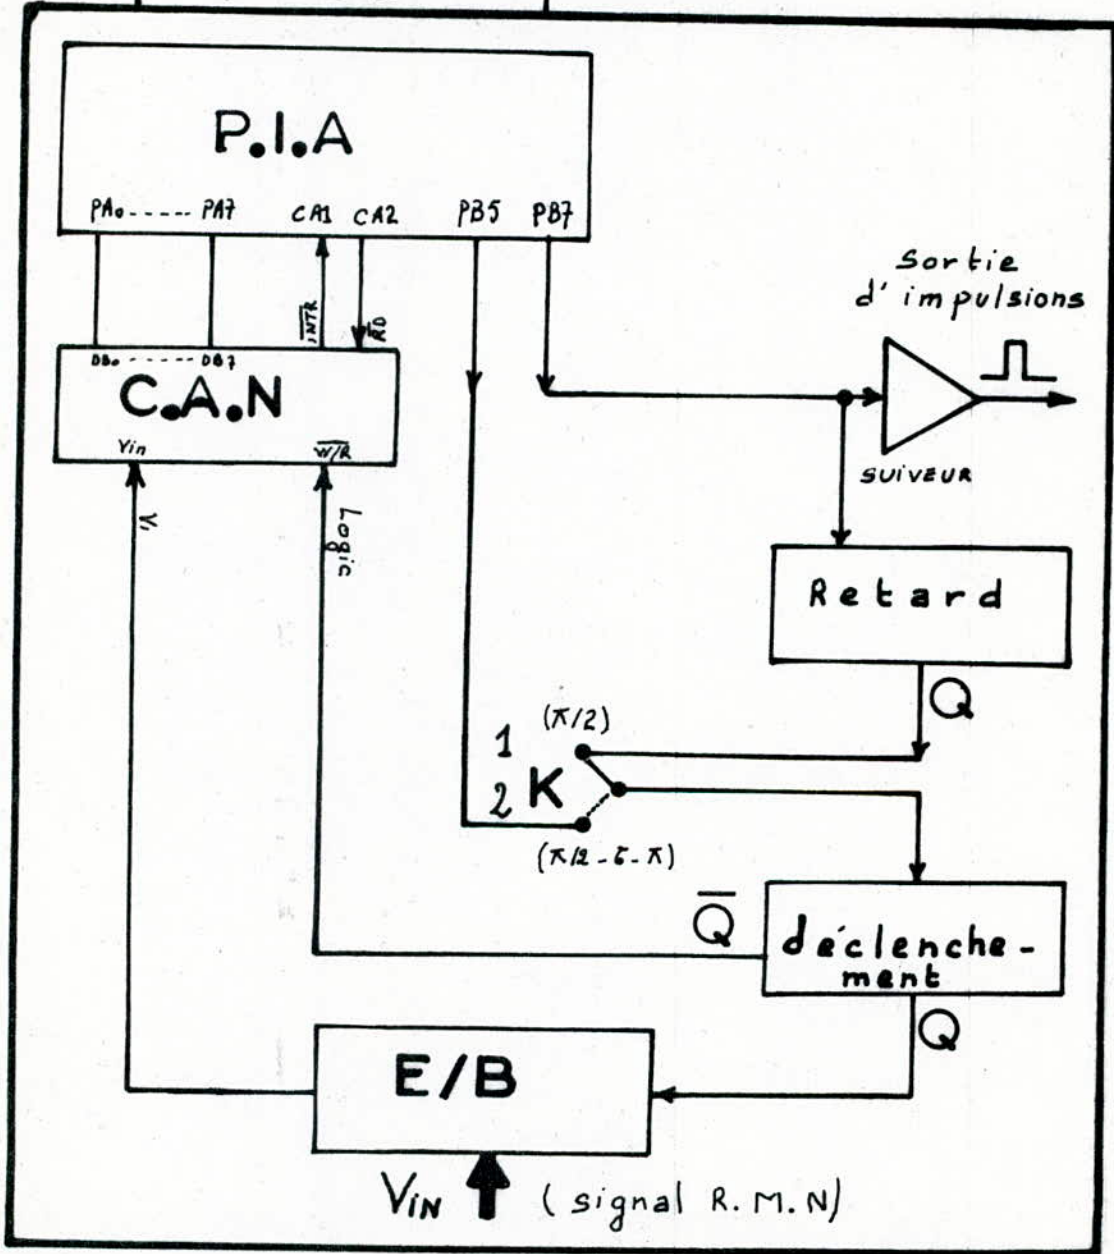 P.I.A
PA0 ----- PA7 CA1 CA2 PB5 PB7
Sortie
d'impulsions
INTR
RD
DB0 ----- DB7
C.A.N
Vin W/R
SUIVEUR
Logic
Retard
Q
(π/2)
1
K
2
(π/2 - τ - π)
Q
déclenche-
ment
Q
E/B
VIN (signal R.M.N)